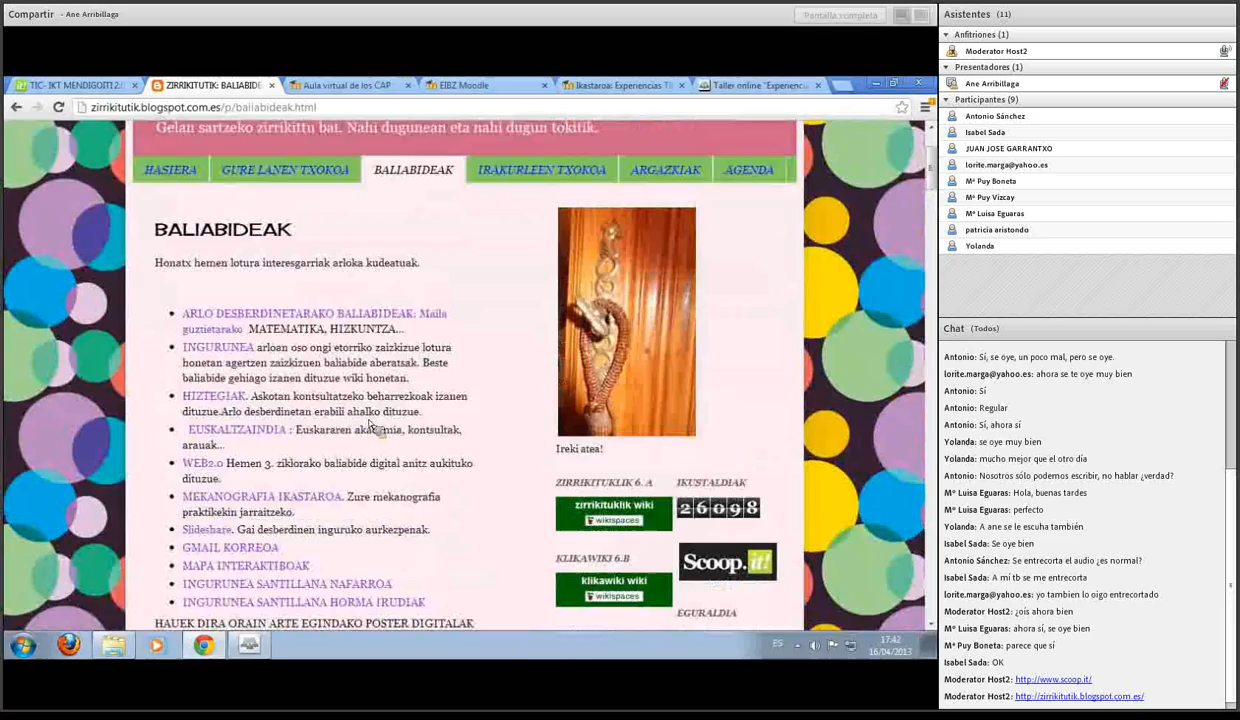 Compartir - Ane Arribillaga
Pantalla completa
TIC- IKT MENDIGOITI 2.0
ZIRRIKITUTIK: BALIABIDEAK
Aula virtual de los CAP
EIBZ Moodle
Ikastaroa: Experiencias TI
Taller online "Experiencia
zirrikitutik.blogspot.com.es/p/baliabideak.html
Gelan sartzeko zirrikittu bat. Nahi dugunean eta nahi dugun tokitik.
HASIERA
GURE LANEN TXOKOA
BALIABIDEAK
IRAKURLEEN TXOKOA
ARGAZKIAK
AGENDA
BALIABIDEAK
Honatx hemen lotura interesgarriak arloka kudeatuak.
ARLO DESBERDINETARAKO BALIABIDEAK: Maila
guztietarako MATEMATIKA, HIZKUNTZA...
INGURUNEA arloan oso ongi etorriko zaizkizue lotura
honetan agertzen zaizkizuen baliabide aberatsak. Beste
baliabide gehiago izanen dituzue wiki honetan.
HIZTEGIAK. Askotan kontsultatzeko beharrezkoak izanen
dituzue.Arlo desberdinetan erabili ahalko dituzue.
EUSKALTZAINDIA : Euskararen akademia, kontsultak,
arauak...
WEB2.0 Hemen 3. ziklorako baliabide digital anitz aukituko
dituzue.
MEKANOGRAFIA IKASTAROA. Zure mekanografia
praktikekin jarraitzeko.
Slideshare. Gai desberdinen inguruko aurkezpenak.
GMAIL KORREOA
MAPA INTERAKTIBOAK
INGURUNEA SANTILLANA NAFARROA
INGURUNEA SANTILLANA HORMA IRUDIAK
HAUEK DIRA ORAIN ARTE EGINDAKO POSTER DIGITALAK
Ireki atea!
ZIRRIKITUKLIK 6. A
zirrikituklik wiki
wikispaces
KLIKAWIKI 6.B
klikawiki wiki
wikispaces
IKUSTALDIAK
26098
Scoop.it!
EGURALDIA
ES
17:42
16/04/2013
Asistentes (11)
Anfitriones (1)
Moderator Host2
Presentadores (1)
Ane Arribillaga
Participantes (9)
Antonio Sánchez
Isabel Sada
JUAN JOSE GARRANTXO
lorite.marga@yahoo.es
Mª Puy Boneta
Mª Puy Vizcay
Mª Luisa Eguaras
patricia aristondo
Yolanda
Chat (Todos)
Antonio: Sí, se oye, un poco mal, pero se oye.
lorite.marga@yahoo.es: ahora se te oye muy bien
Antonio: Sí
Antonio: Regular
Antonio: Sí, ahora sí
Yolanda: se oye muy bien
Yolanda: mucho mejor que el otro día
Antonio: Nosotros sólo podemos escribir, no hablar ¿verdad?
Mª Luisa Eguaras: Hola, buenas tardes
Mª Luisa Eguaras: perfecto
Yolanda: A ane se le escuha también
Isabel Sada: Se oye bien
Antonio Sánchez: Se entrecorta el audio ¿es normal?
Isabel Sada: A mí tb se me entrecorta
lorite.marga@yahoo.es: yo tambien lo oigo entrecortado
Moderator Host2: ¿oís ahora bien
Mª Luisa Eguaras: ahora sí, se oye bien
Mª Puy Boneta: parece que sí
Isabel Sada: OK
Moderator Host2: http://www.scoop.it/
Moderator Host2: http://zirrikitutik.blogspot.com.es/